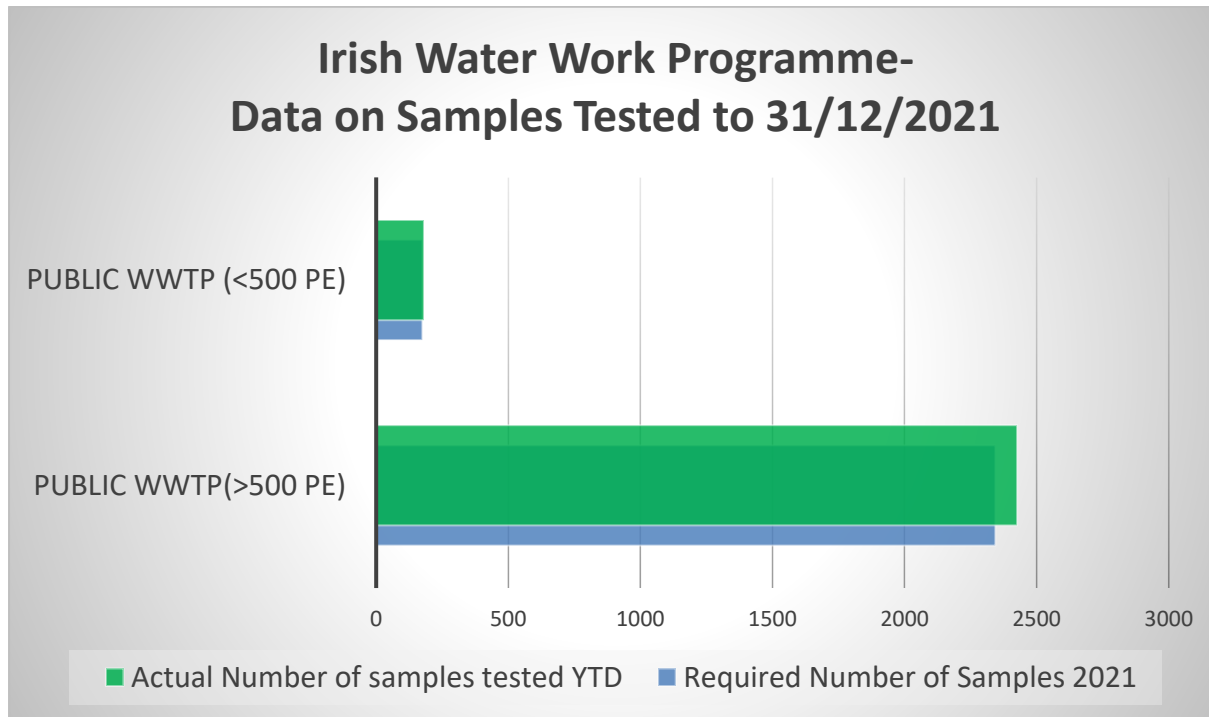 Irish Water Work Programme-
Data on Samples Tested to 31/12/2021
PUBLIC WWTP (<500 PE)
PUBLIC WWTP(>500 PE)
0 500 1000 1500 2000 2500 3000
Actual Number of samples tested YTD Required Number of Samples 2021